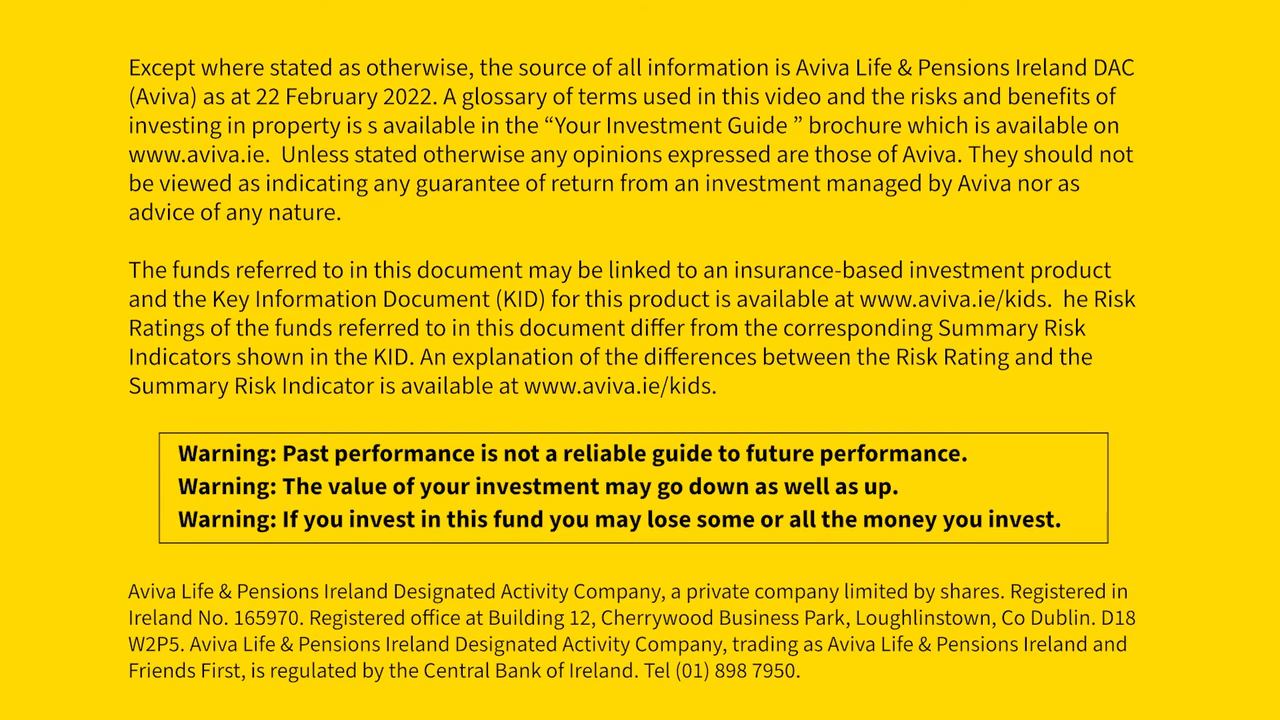 Except where stated as otherwise, the source of all information is Aviva Life & Pensions Ireland DAC
(Aviva) as at 22 February 2022. A glossary of terms used in this video and the risks and benefits of
investing in property is s available in the “Your Investment Guide ” brochure which is available on
www.aviva.ie.  Unless stated otherwise any opinions expressed are those of Aviva. They should not
be viewed as indicating any guarantee of return from an investment managed by Aviva nor as
advice of any nature.
The funds referred to in this document may be linked to an insurance-based investment product
and the Key Information Document (KID) for this product is available at www.aviva.ie/kids.  he Risk
Ratings of the funds referred to in this document differ from the corresponding Summary Risk
Indicators shown in the KID. An explanation of the differences between the Risk Rating and the
Summary Risk Indicator is available at www.aviva.ie/kids.
Warning: Past performance is not a reliable guide to future performance.
Warning: The value of your investment may go down as well as up.
Warning: If you invest in this fund you may lose some or all the money you invest.
Aviva Life & Pensions Ireland Designated Activity Company, a private company limited by shares. Registered in
Ireland No. 165970. Registered office at Building 12, Cherrywood Business Park, Loughlinstown, Co Dublin. D18
W2P5. Aviva Life & Pensions Ireland Designated Activity Company, trading as Aviva Life & Pensions Ireland and
Friends First, is regulated by the Central Bank of Ireland. Tel (01) 898 7950.